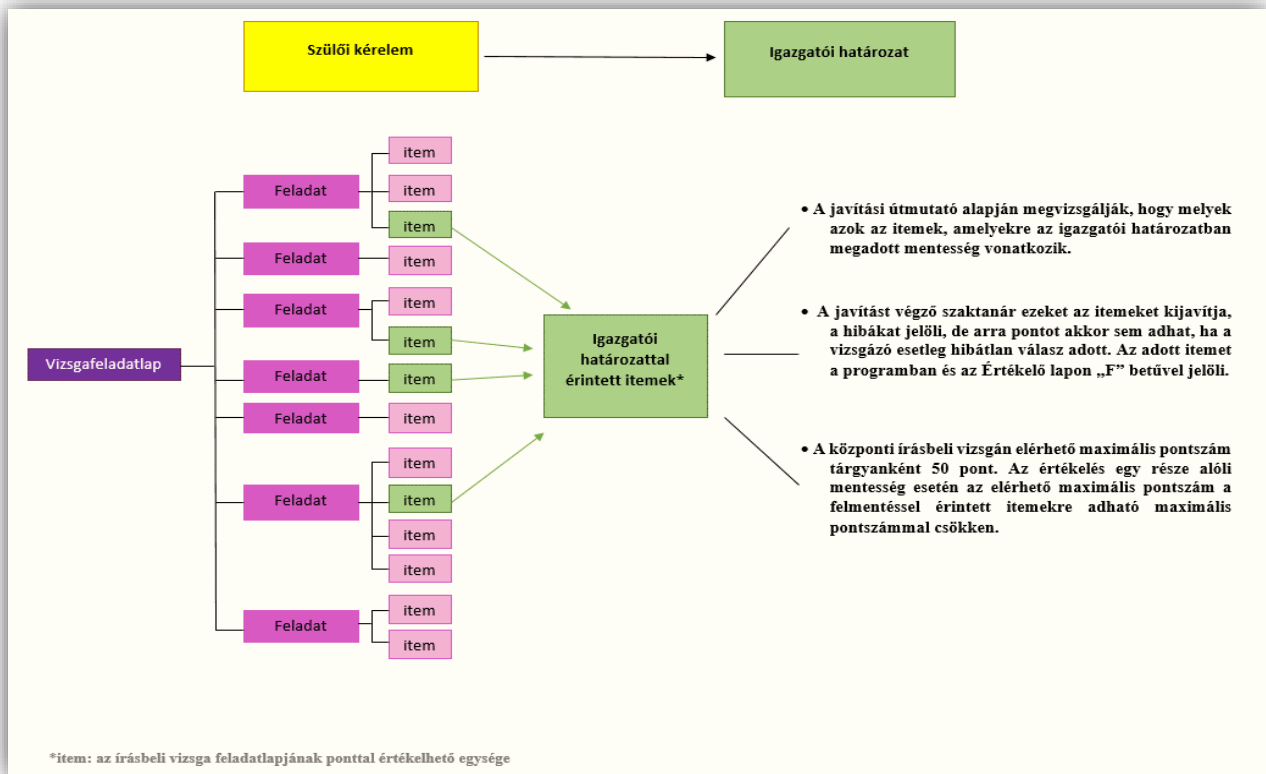 Szülői kérelem
Igazgatói határozat
Vizsgafeladatlap
Feladat
item
item
item
Feladat
item
Feladat
item
item
Feladat
item
Feladat
item
Feladat
item
item
item
item
Feladat
item
item
Igazgatói
határozattal
érintett itemek*
• A javítási útmutató alapján megvizsgálják, hogy melyek
azok az itemek, amelyekre az igazgatói határozatban
megadott mentesség vonatkozik.
• A javítást végző szaktanár ezeket az itemeket kijavítja,
a hibákat jelöli, de arra pontot akkor sem adhat, ha a
vizsgázó esetleg hibátlan választ adott. Az adott itemet
a programban és az Értékelő lapon „F” betűvel jelöli.
• A központi írásbeli vizsgán elérhető maximális pontszám
tárgyanként 50 pont. Az értékelés egy része alóli
mentesség esetén az elérhető maximális pontszám a
felmentéssel érintett itemekre adható maximális
pontszámmal csökken.
*item: az írásbeli vizsga feladatlapjának ponttal értékelhető egysége